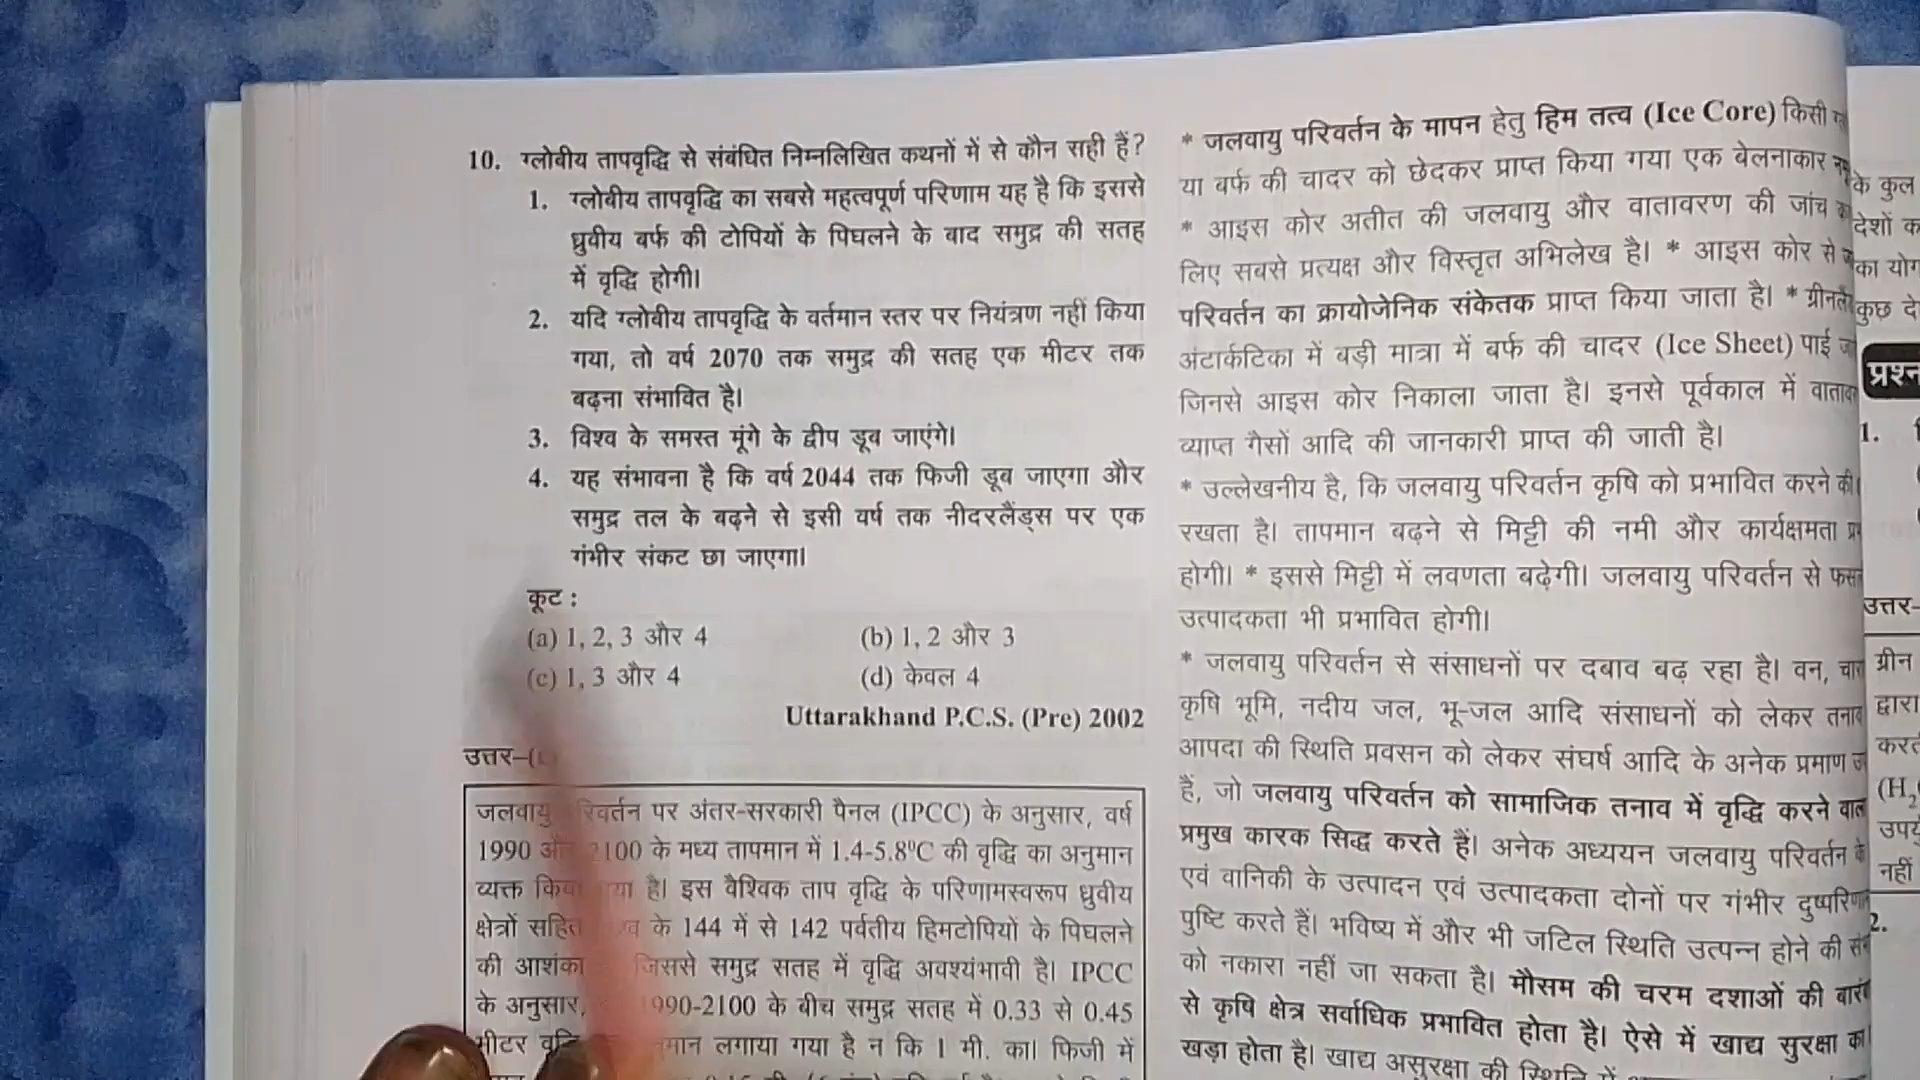 10. ग्लोबीय तापवृद्धि से संबंधित निम्नलिखित कथनों में से कौन सही हैं?
1. ग्लोबीय तापवृद्धि का सबसे महत्वपूर्ण परिणाम यह है कि इससे
ध्रुवीय बर्फ की टोपियों के पिघलने के बाद समुद्र की सतह
में वृद्धि होगी।
2. यदि ग्लोबीय तापवृद्धि के वर्तमान स्तर पर नियंत्रण नहीं किया
गया, तो वर्ष 2070 तक समुद्र की सतह एक मीटर तक
बढ़ना संभावित है।
3. विश्व के समस्त मूंगे के द्वीप डूब जाएंगे।
4. यह संभावना है कि वर्ष 2044 तक फिजी डूब जाएगा और
समुद्र तल के बढ़ने से इसी वर्ष तक नीदरलैंड्स पर एक
गंभीर संकट छा जाएगा।
कूट :
(a) 1, 2, 3 और 4 (b) 1, 2 और 3
(c) 1, 3 और 4 (d) केवल 4
Uttarakhand P.C.S. (Pre) 2002
उत्तर–
जलवायु पर अंतर-सरकारी पैनल (IPCC) के अनुसार, वर्ष
1990 2100 के मध्य तापमान में 1.4-5.8⁰C की वृद्धि का अनुमान
व्यक्त है। इस वैश्विक ताप वृद्धि के परिणामस्वरूप ध्रुवीय
क्षेत्रों सहित के 144 में से 142 पर्वतीय हिमटोपियों के पिघलने
की आशंका जिससे समुद्र सतह में वृद्धि अवश्यंभावी है। IPCC
के अनुसार, 1990-2100 के बीच समुद्र सतह में 0.33 से 0.45
मीटर लगाया गया है न कि 1 मी. का। फिजी में
* जलवायु परिवर्तन के मापन हेतु हिम तत्व (Ice Core) किसी
या बर्फ की चादर को छेदकर प्राप्त किया गया एक बेलनाकार
* आइस कोर अतीत की जलवायु और वातावरण की जांच
लिए सबसे प्रत्यक्ष और विस्तृत अभिलेख है। * आइस कोर से
परिवर्तन का क्रायोजेनिक संकेतक प्राप्त किया जाता है। *
अंटार्कटिका में बड़ी मात्रा में बर्फ की चादर (Ice Sheet) पाई
जिनसे आइस कोर निकाला जाता है। इनसे पूर्वकाल में
व्याप्त गैसों आदि की जानकारी प्राप्त की जाती है।
* उल्लेखनीय है, कि जलवायु परिवर्तन कृषि को प्रभावित करने की
रखता है। तापमान बढ़ने से मिट्टी की नमी और कार्यक्षमता
होगी। * इससे मिट्टी में लवणता बढ़ेगी। जलवायु परिवर्तन से
उत्पादकता भी प्रभावित होगी।
* जलवायु परिवर्तन से संसाधनों पर दबाव बढ़ रहा है। वन,
कृषि भूमि, नदीय जल, भू-जल आदि संसाधनों को लेकर
आपदा की स्थिति प्रवसन को लेकर संघर्ष आदि के अनेक प्रमाण
हैं, जो जलवायु परिवर्तन को सामाजिक तनाव में वृद्धि करने
प्रमुख कारक सिद्ध करते हैं। अनेक अध्ययन जलवायु परिवर्तन
एवं वानिकी के उत्पादन एवं उत्पादकता दोनों पर गंभीर
पुष्टि करते हैं। भविष्य में और भी जटिल स्थिति उत्पन्न होने की
को नकारा नहीं जा सकता है। मौसम की चरम दशाओं की
से कृषि क्षेत्र सर्वाधिक प्रभावित होता है। ऐसे में खाद्य सुरक्षा का
खड़ा होता है। खाद्य असुरक्षा की स्थिति में
के कुल
देशों
का
कुछ
प्रश्न
1.
उत्तर–
ग्रीन
द्वारा
नहीं
2.